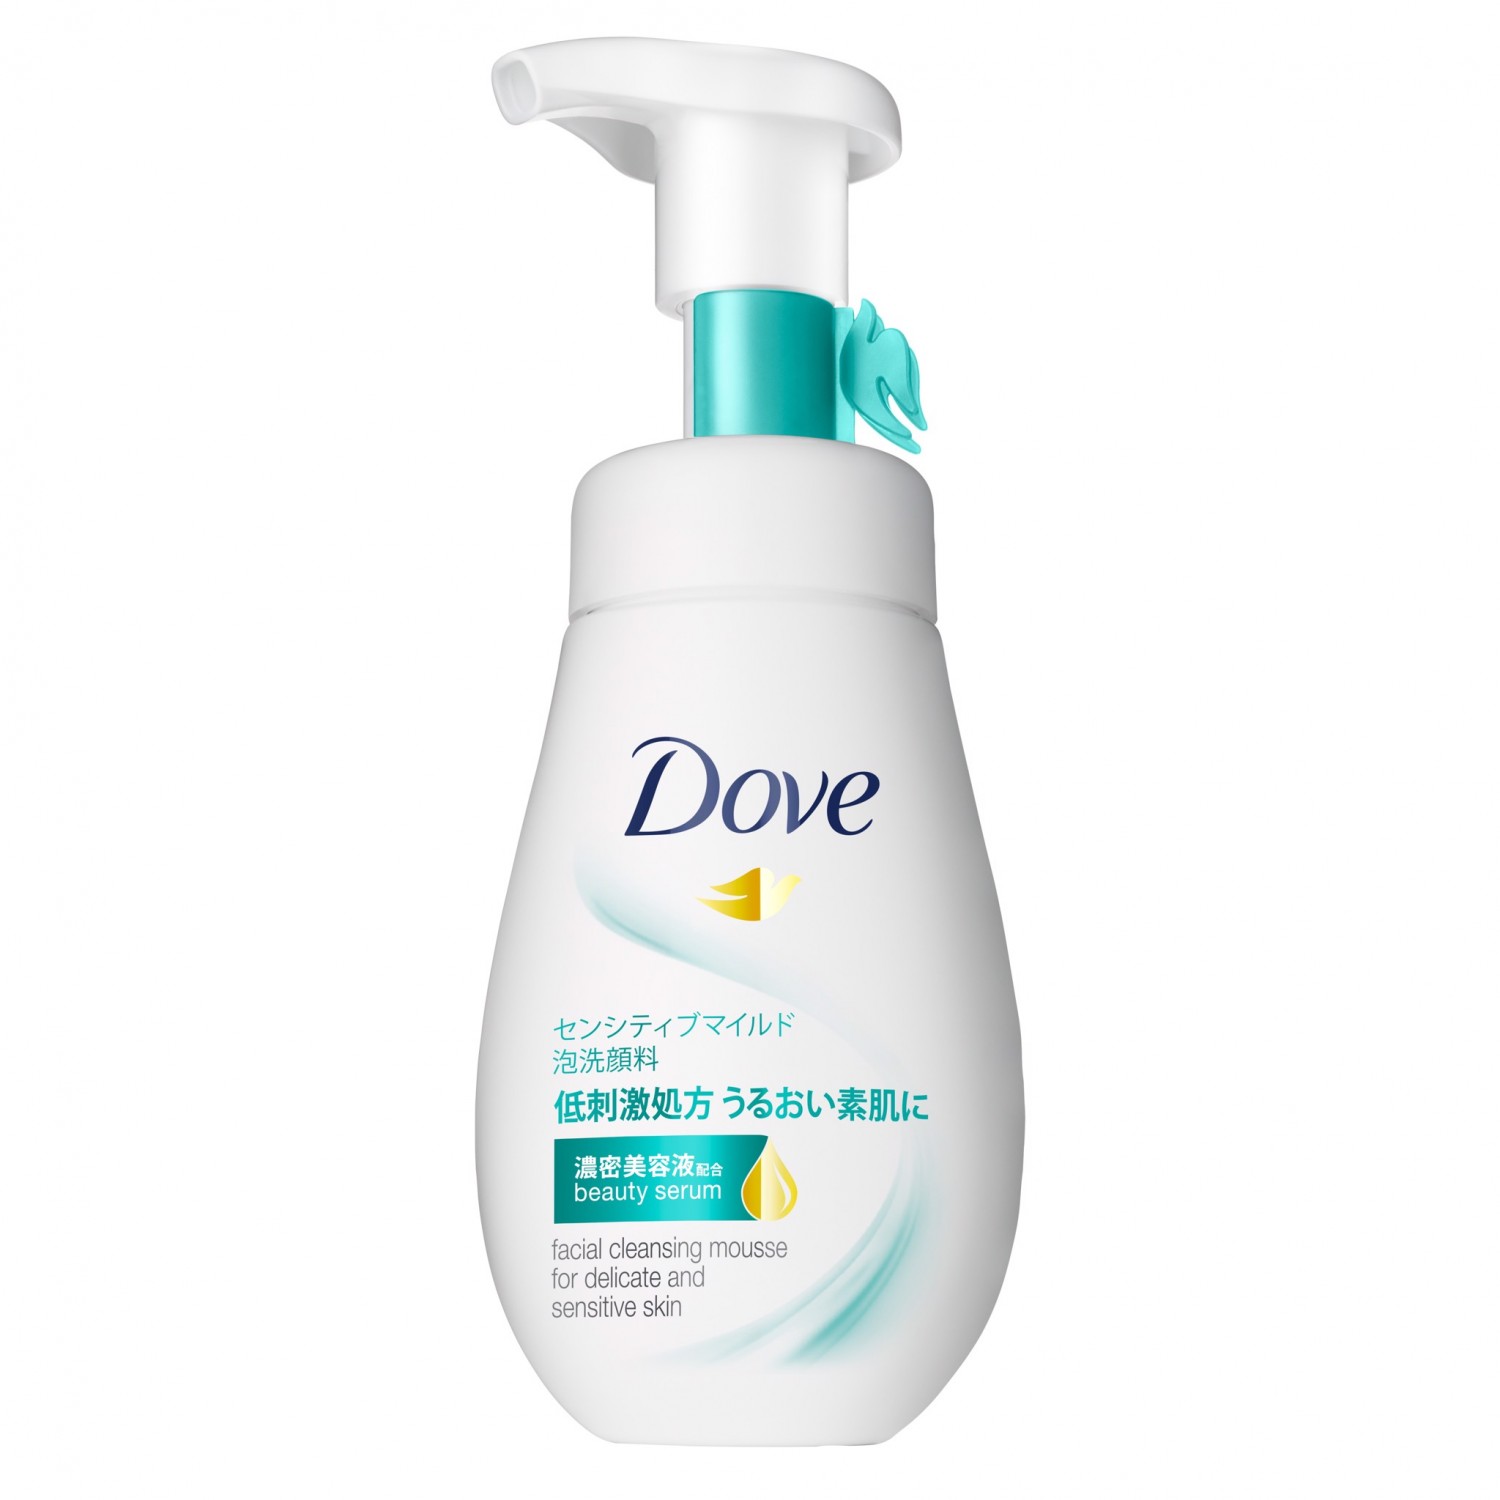 Dove
センシティブマイルド
泡洗顔料
低刺激処方 うるおい素肌に
濃密美容液配合
beauty serum
facial cleansing mousse
for delicate and
sensitive skin